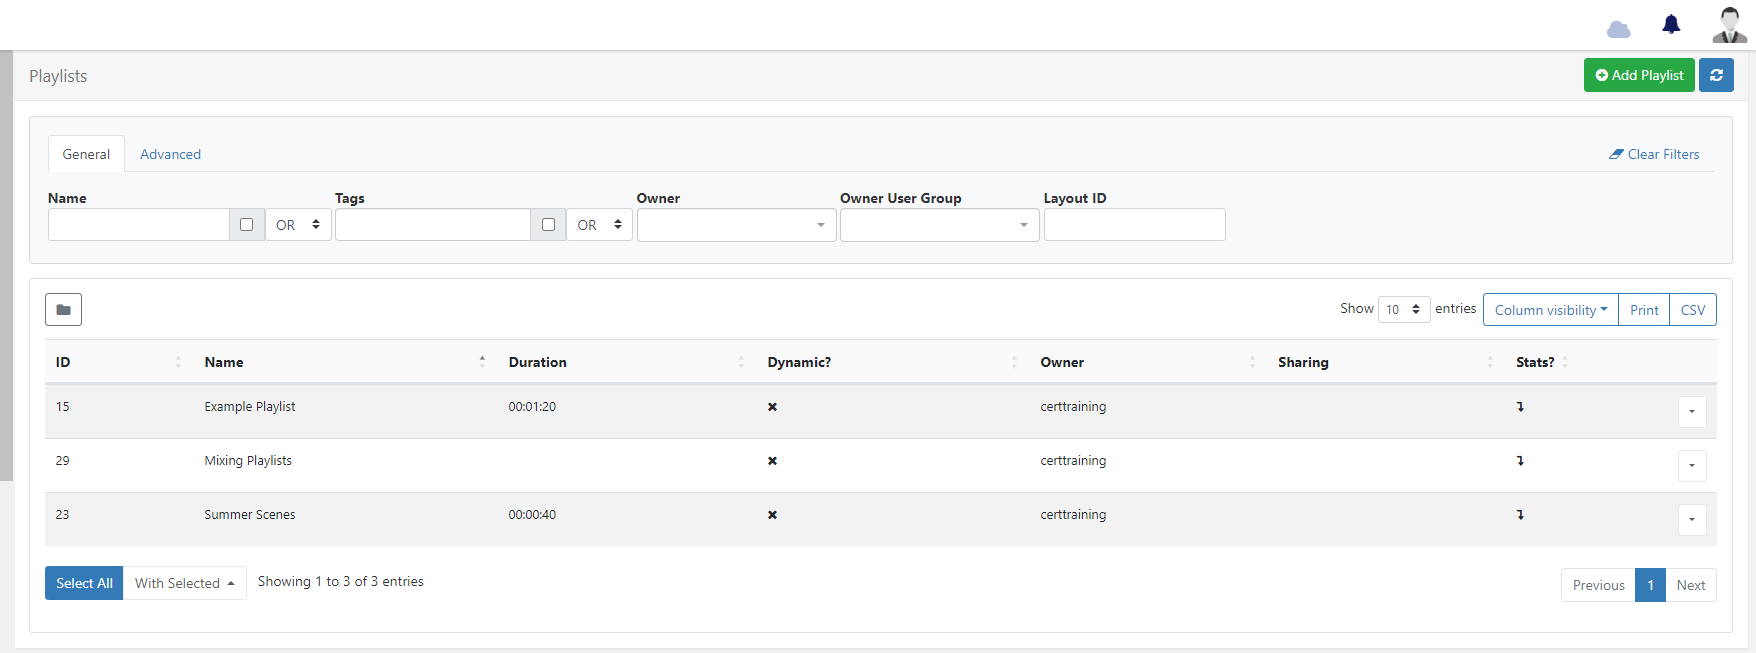 Playlists
Add Playlist
General Advanced Clear Filters
Name Tags Owner Owner User Group Layout ID
OR OR
Show 10 entries Column visibility Print CSV
ID Name Duration Dynamic? Owner Sharing Stats?
15 Example Playlist 00:01:20 certtraining
29 Mixing Playlists certtraining
23 Summer Scenes 00:00:40 certtraining
Select All With Selected Showing 1 to 3 of 3 entries Previous 1 Next